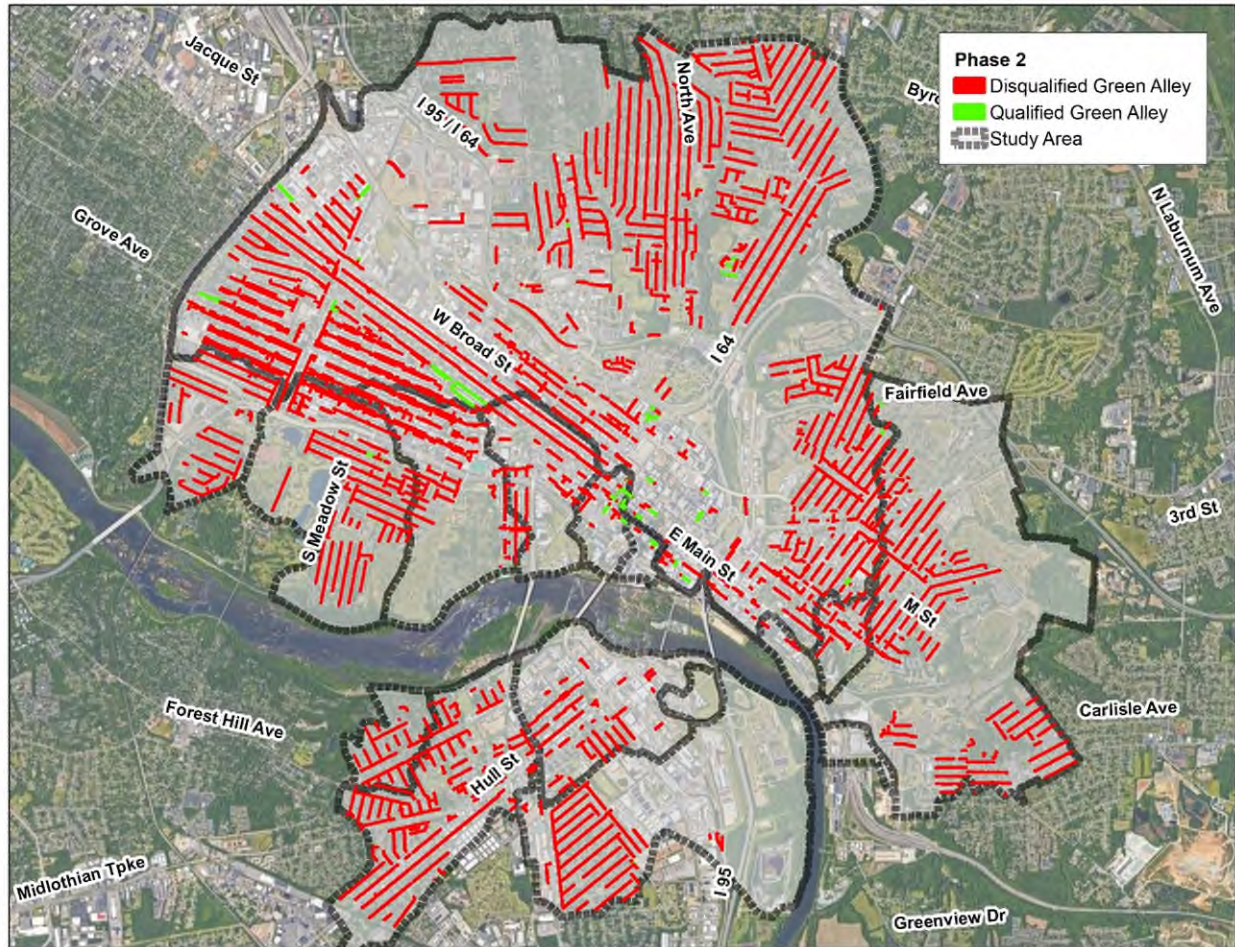 Jacque St
Phase 2
Disqualified Green Alley
Qualified Green Alley
Study Area
North Ave
I 95 / I 64
N Laburnum Ave
Grove Ave
W Broad St
I 64
Fairfield Ave
3rd St
S Meadow St
E Main St
M St
Forest Hill Ave
Carlisle Ave
Hull St
Midlothian Tpke
I 95
Greenview Dr